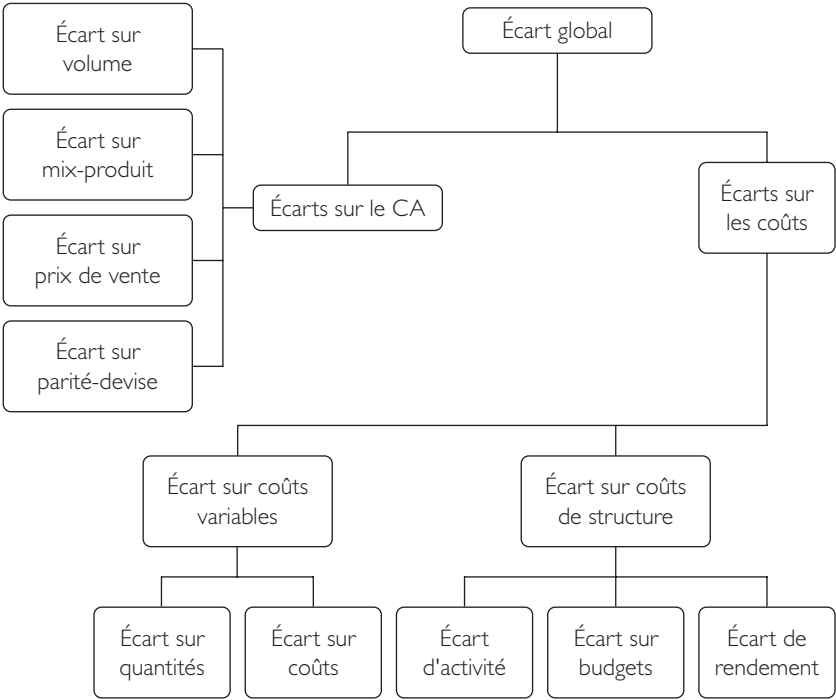 Écart global
Écarts sur le CA
Écart sur
volume
Écart sur
mix-produit
Écart sur
prix de vente
Écart sur
parité-devise
Écarts sur
les coûts
Écart sur coûts
variables
Écart sur coûts
de structure
Écart sur
quantités
Écart sur
coûts
Écart
d'activité
Écart sur
budgets
Écart de
rendement